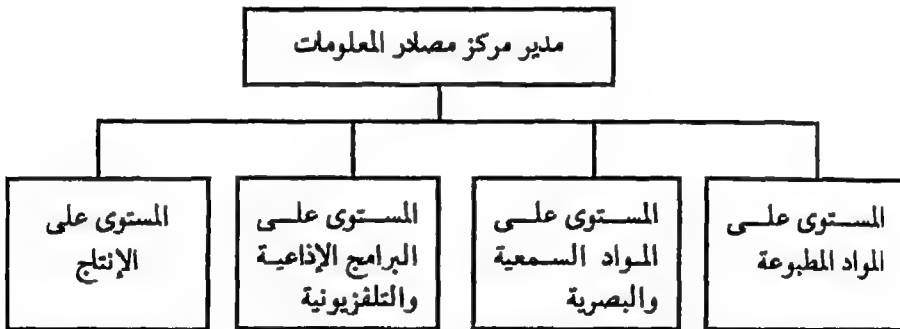 مدير مركز مصادر المعلومات
المستوى على
المواد المطبوعة
المستوى على
المواد السمعية
والبصرية
المستوى على
البرامج الإذاعية
والتلفزيونية
المستوى على
الإنتاج